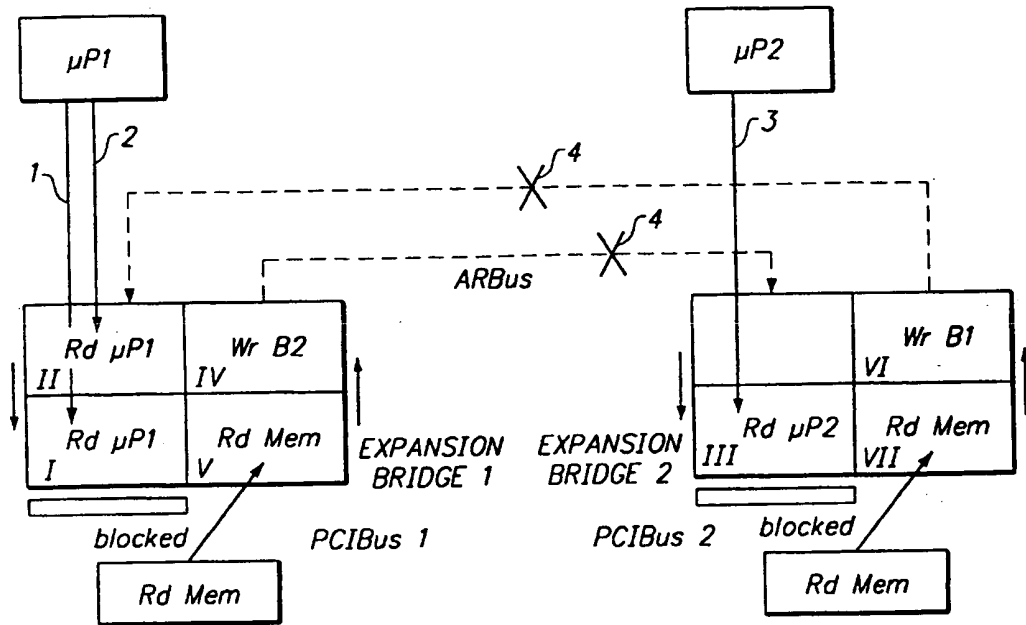 µP1
µP2
1
2
3
4
4
ARBus
Rd µP1
II
Wr B2
IV
Rd µP1
I
Rd Mem
V
EXPANSION
BRIDGE 1
EXPANSION
BRIDGE 2
Wr B1
VI
Rd µP2
III
Rd Mem
VII
blocked
PCIBus 1
PCIBus 2
blocked
Rd Mem
Rd Mem